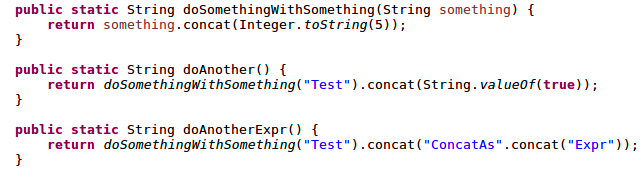 public static String doSomethingWithSomething(String something) {
    return something.concat(Integer.toString(5));
}
public static String doAnother() {
    return doSomethingWithSomething("Test").concat(String.valueOf(true));
}
public static String doAnotherExpr() {
    return doSomethingWithSomething("Test").concat("ConcatAs".concat("Expr"));
}